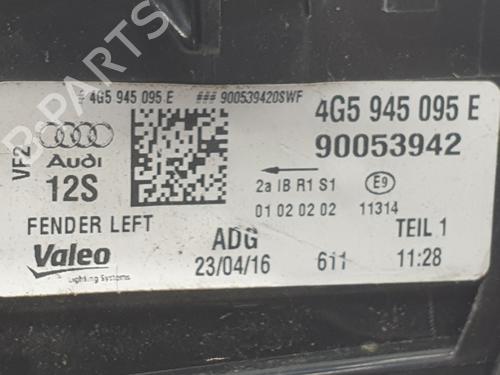 # 4G5 945 095 E ### 900539420SWF
4G5 945 095 E
90053942
VF2
Audi
12S
2a IB R1 S1 E9
01 02 02 02 11314
FENDER LEFT
ADG
TEIL 1
Valeo
Lighting Systems
23/04/16 611 11:28
B-PARTS